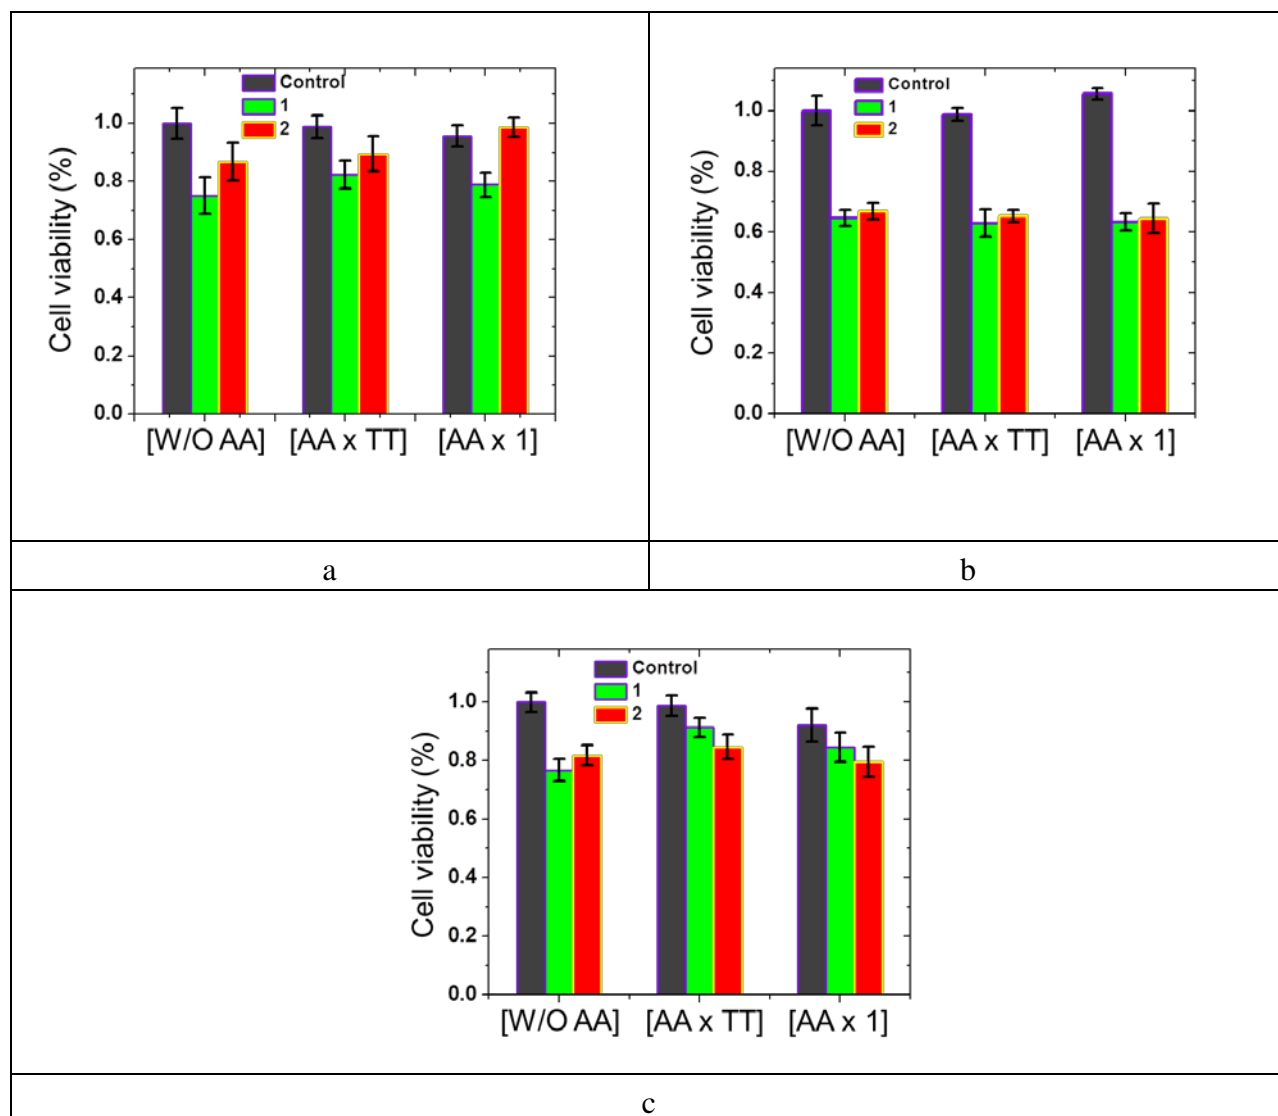 Control
1
2
Cell viability (%)
1.0
0.8
0.6
0.4
0.2
0.0
[W/O AA] [AA x TT] [AA x 1]
a
Control
1
2
Cell viability (%)
1.0
0.8
0.6
0.4
0.2
0.0
[W/O AA] [AA x TT] [AA x 1]
b
Control
1
2
Cell viability (%)
1.0
0.8
0.6
0.4
0.2
0.0
[W/O AA] [AA x TT] [AA x 1]
c